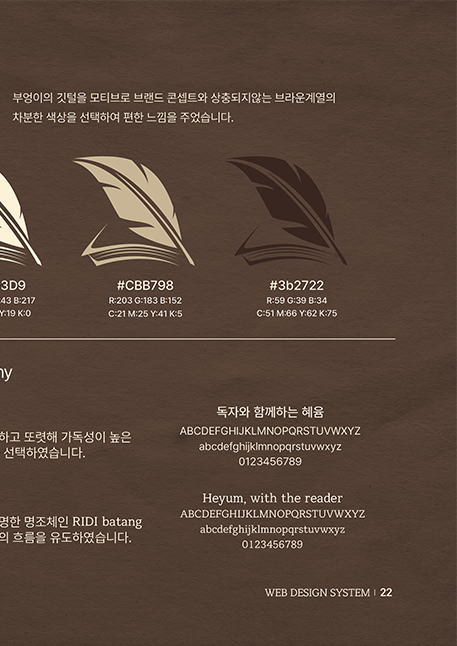 부엉이의 깃털을 모티브로 브랜드 콘셉트와 상충되지않는 브라운계열의
차분한 색상을 선택하여 편한 느낌을 주었습니다.
3D9
43 B:217
Y:19 K:0
#CBB798
R:203 G:183 B:152
C:21 M:25 Y:41 K:5
#3b2722
R:59 G:39 B:34
C:51 M:66 Y:62 K:75
hy
하고 또렷해 가독성이 높은
선택하였습니다.
독자와 함께하는 혜윰
ABCDEFGHIJKLMNOPQRSTUVWXYZ
abcdefghijklmnopqrstuvwxyz
0123456789
명한 명조체인 RIDI batang
의 흐름을 유도하였습니다.
Heyum, with the reader
ABCDEFGHIJKLMNOPQRSTUVWXYZ
abcdefghijklmnopqrstuvwxyz
0123456789
WEB DESIGN SYSTEM | 22